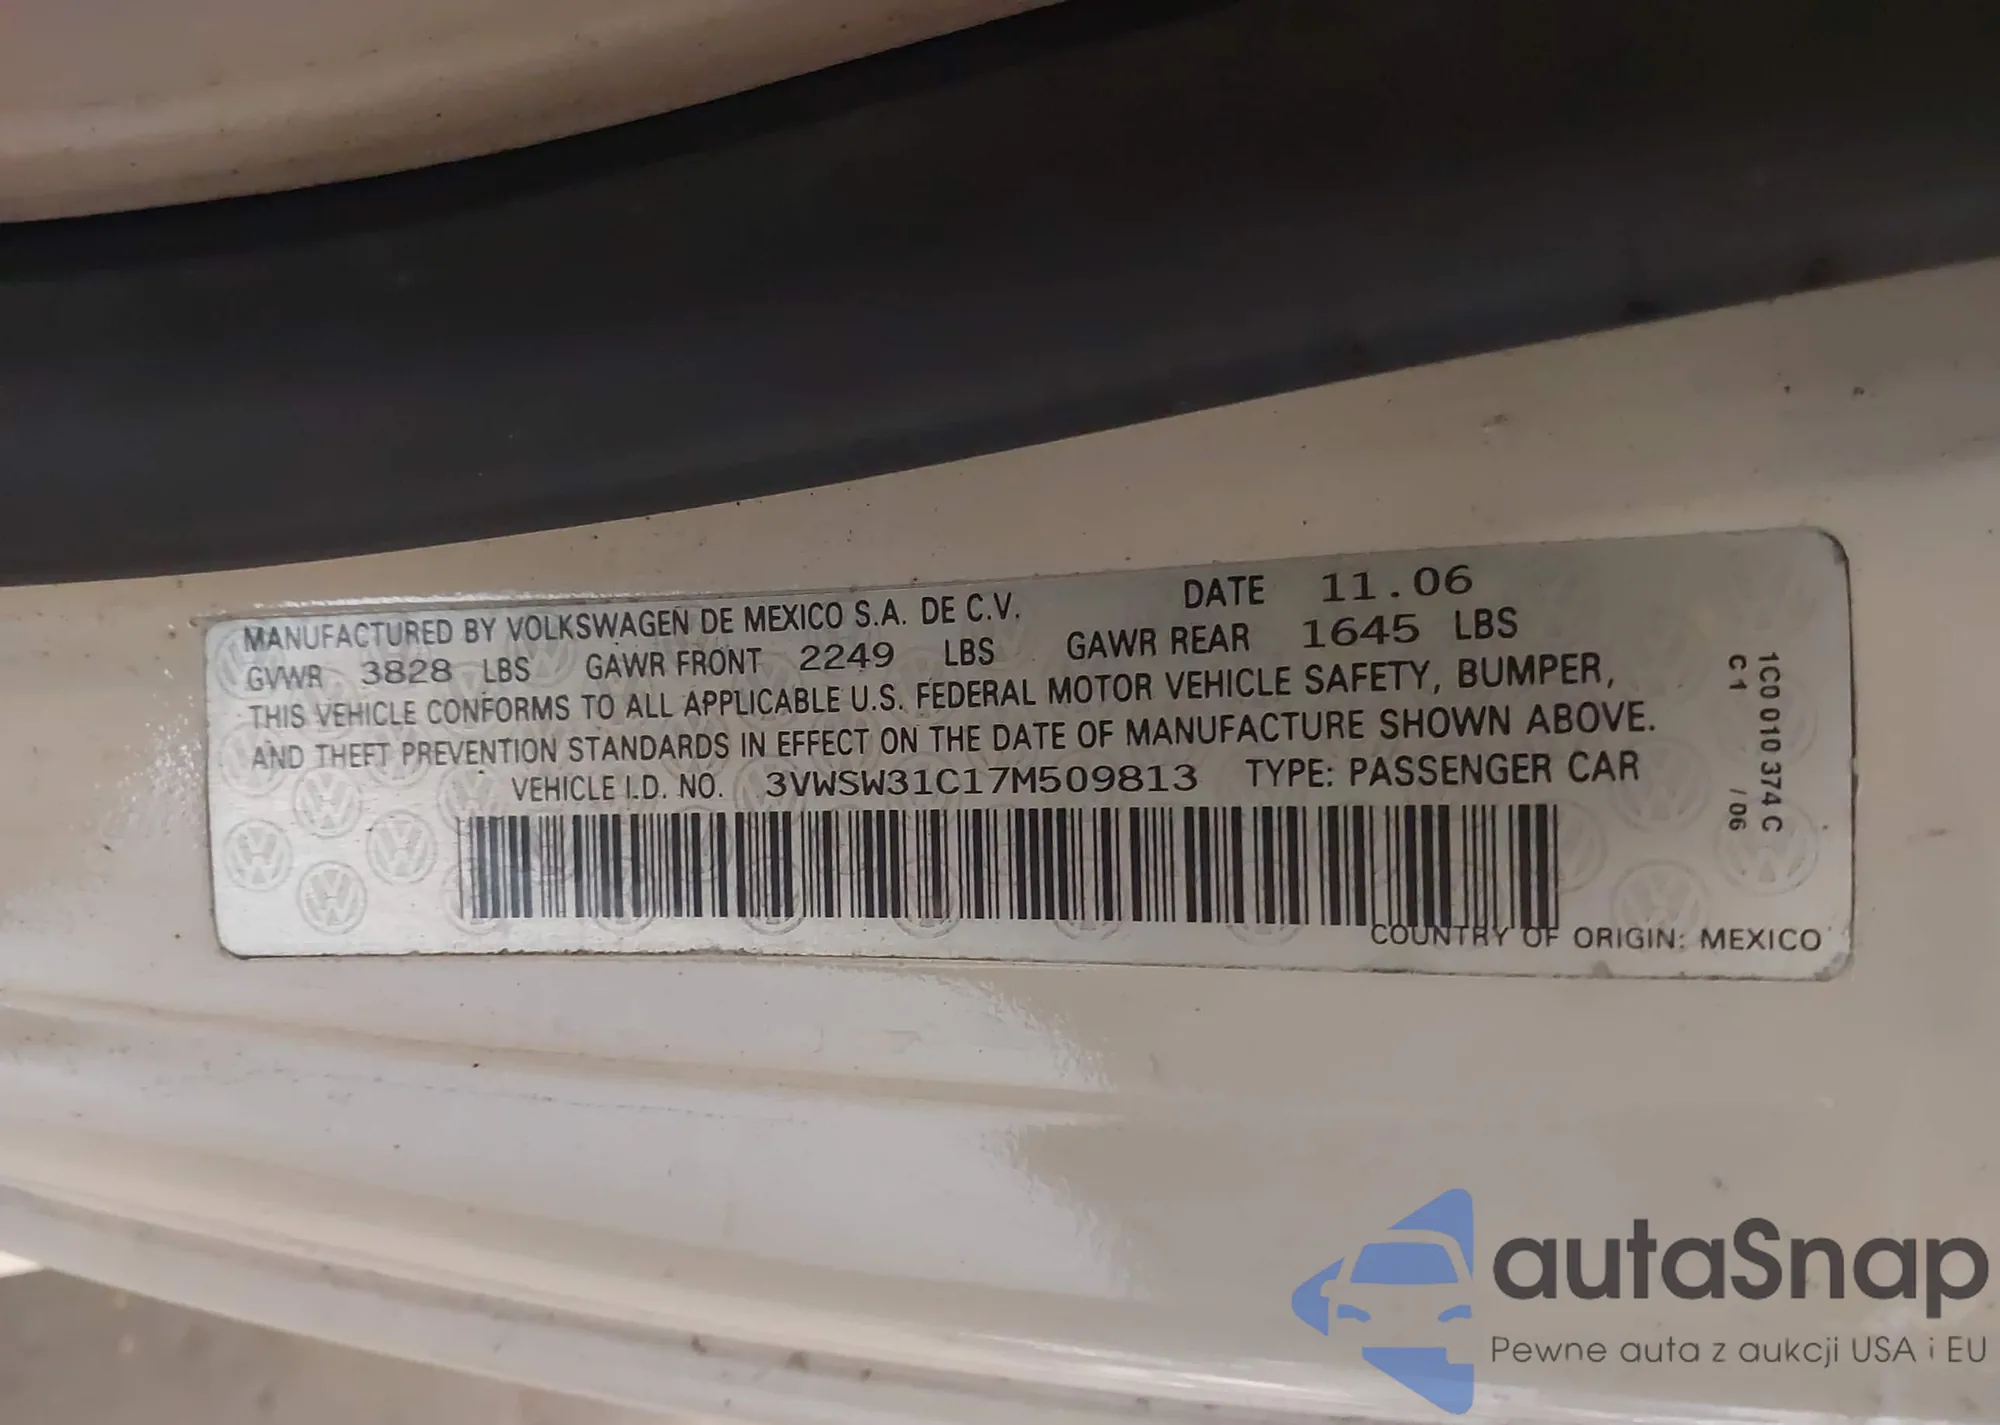 MANUFACTURED BY VOLKSWAGEN DE MEXICO S.A. DE C.V. DATE 11.06
GVWR 3828 LBS GAWR FRONT 2249 LBS GAWR REAR 1645 LBS
THIS VEHICLE CONFORMS TO ALL APPLICABLE U.S. FEDERAL MOTOR VEHICLE SAFETY, BUMPER,
AND THEFT PREVENTION STANDARDS IN EFFECT ON THE DATE OF MANUFACTURE SHOWN ABOVE.
VEHICLE I.D. NO. 3VWSW31C17M509813 TYPE: PASSENGER CAR
COUNTRY OF ORIGIN: MEXICO
1C0 010 374 C
C1 /06
autaSnap
Pewne auta z aukcji USA i EU